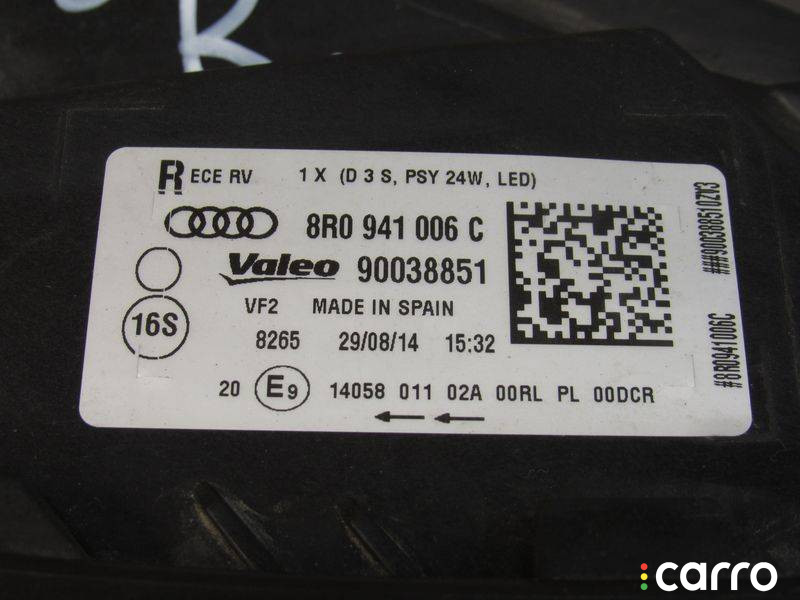 R
R ECE RV 1 X (D 3 S, PSY 24W, LED)
8R0 941 006 C
Valeo 90038851
VF2 MADE IN SPAIN
16S
8265 29/08/14 15:32
20 E9 14058 011 02A 00RL PL 00DCR
###900388510ZW3
#8R0941006C
carro